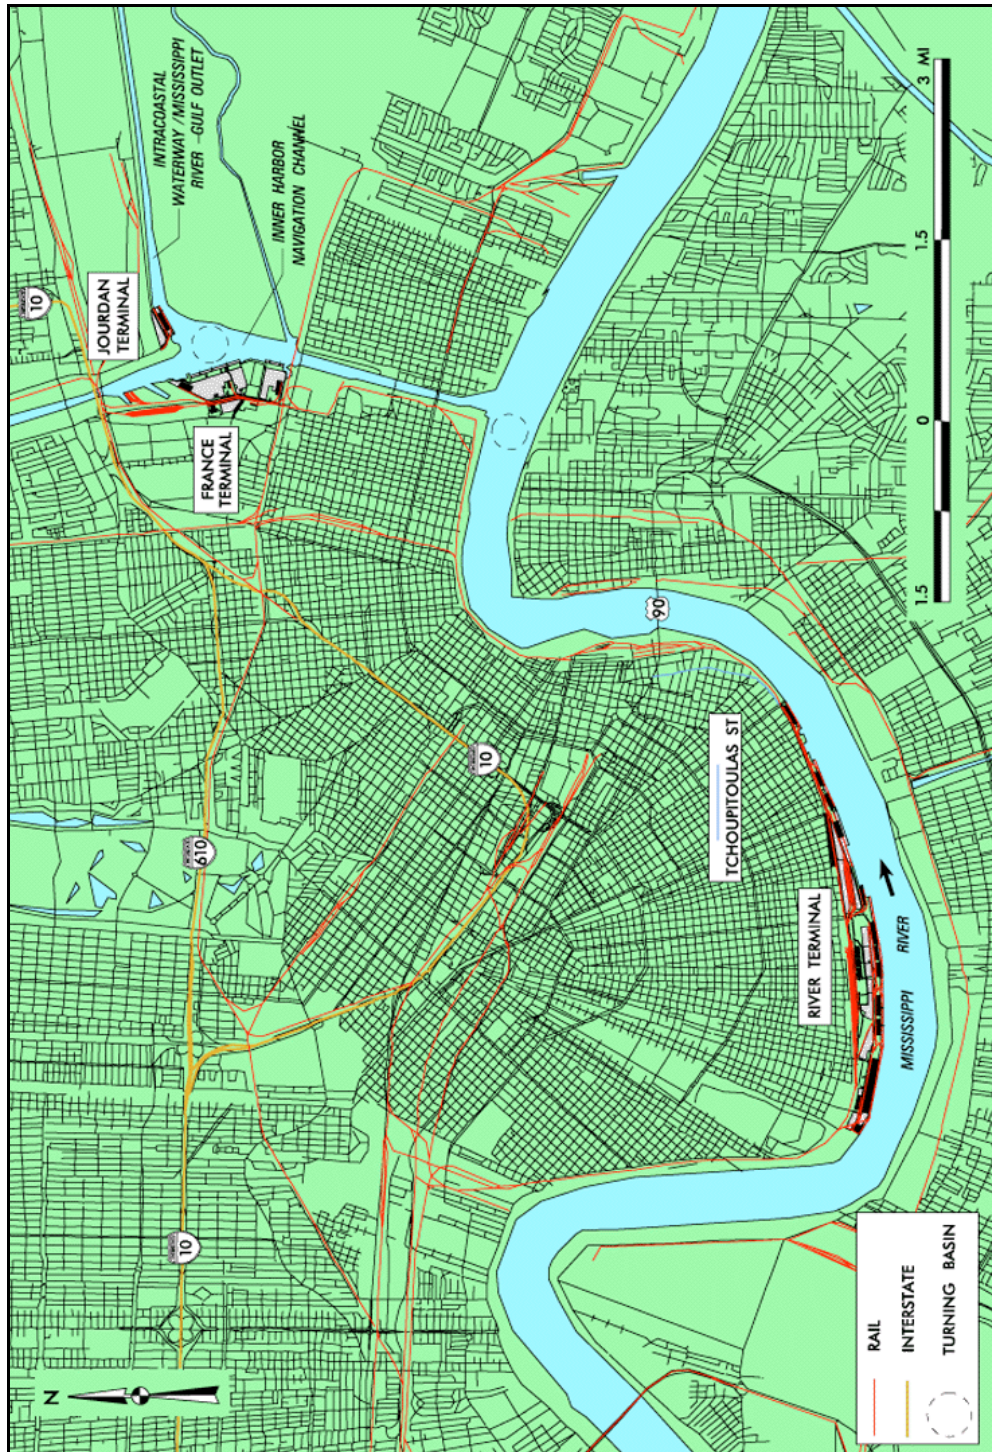 N
10
JOURDAN
TERMINAL
INTRACOASTAL
WATERWAY/MISSISSIPPI
RIVER-GULF OUTLET
10
610
FRANCE
TERMINAL
INNER HARBOR
NAVIGATION CHANNEL
10
90
TCHOUPITOULAS ST
RIVER TERMINAL
MISSISSIPPI RIVER
RAIL
INTERSTATE
TURNING BASIN
1.5 0 1.5 3 MI